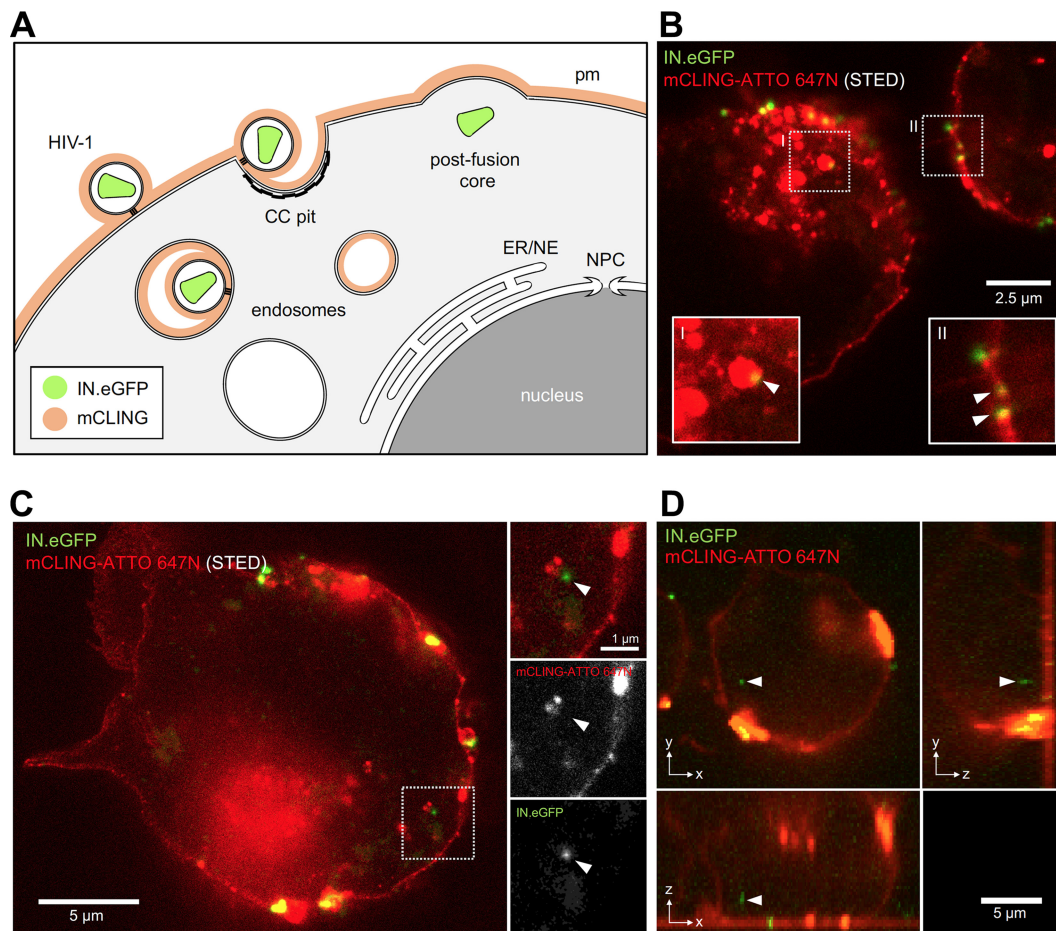 A
pm
HIV-1
post-fusion
core
CC pit
ER/NE
NPC
endosomes
nucleus
IN.eGFP
mCLING
B
IN.eGFP
mCLING-ATTO 647N (STED)
I
II
2.5 µm
I
II
C
IN.eGFP
mCLING-ATTO 647N (STED)
5 µm
1 µm
mCLING-ATTO 647N
IN.eGFP
D
IN.eGFP
mCLING-ATTO 647N
y
x
y
z
z
x
5 µm